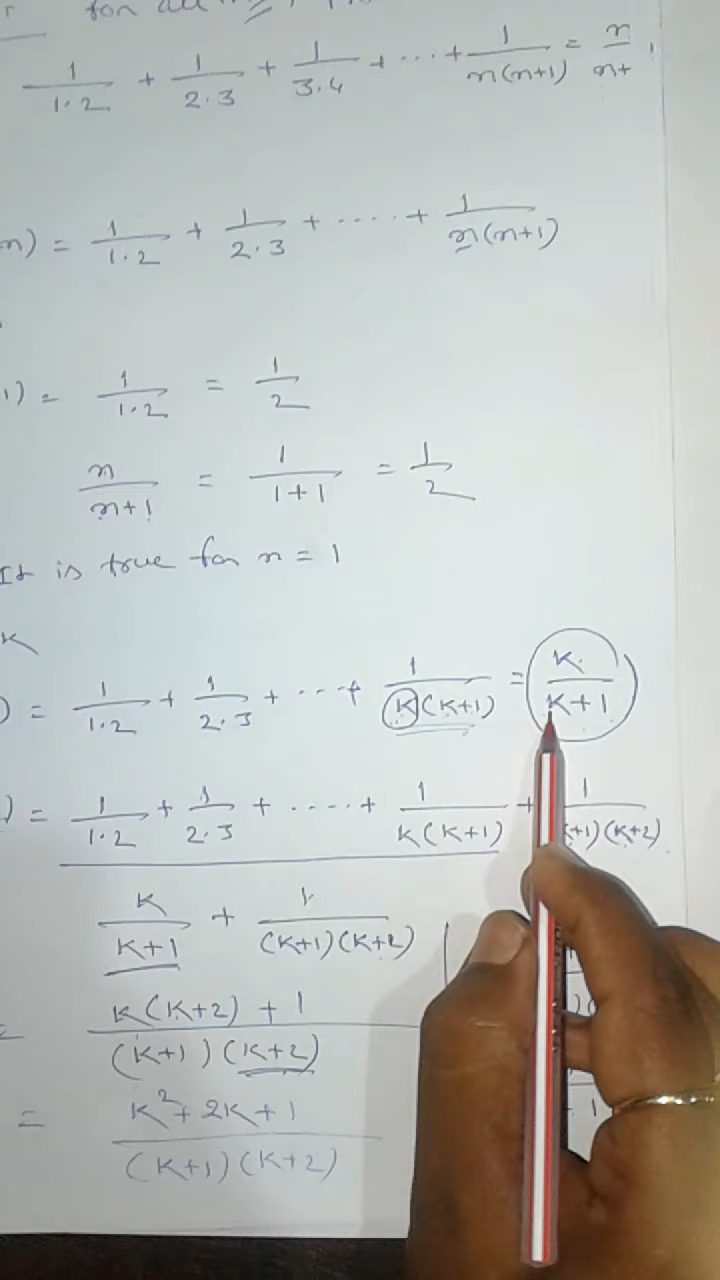 for all n ≥ 1
1/1·2 + 1/2·3 + 1/3·4 + ... + 1/n(n+1) = n/n+
n) = 1/1·2 + 1/2·3 + .... + 1/n(n+1)
1) = 1/1·2 = 1/2
n/n+1 = 1/1+1 = 1/2
It is true for n = 1
K
) = 1/1·2 + 1/2·3 + ... + 1/K(K+1) = K/K+1
) = 1/1·2 + 1/2·3 + ..... + 1/K(K+1) + 1/K+1)(K+2)
K/K+1 + 1/(K+1)(K+2)
= K(K+2) + 1/(K+1)(K+2)
= K²+2K+1/(K+1)(K+2)